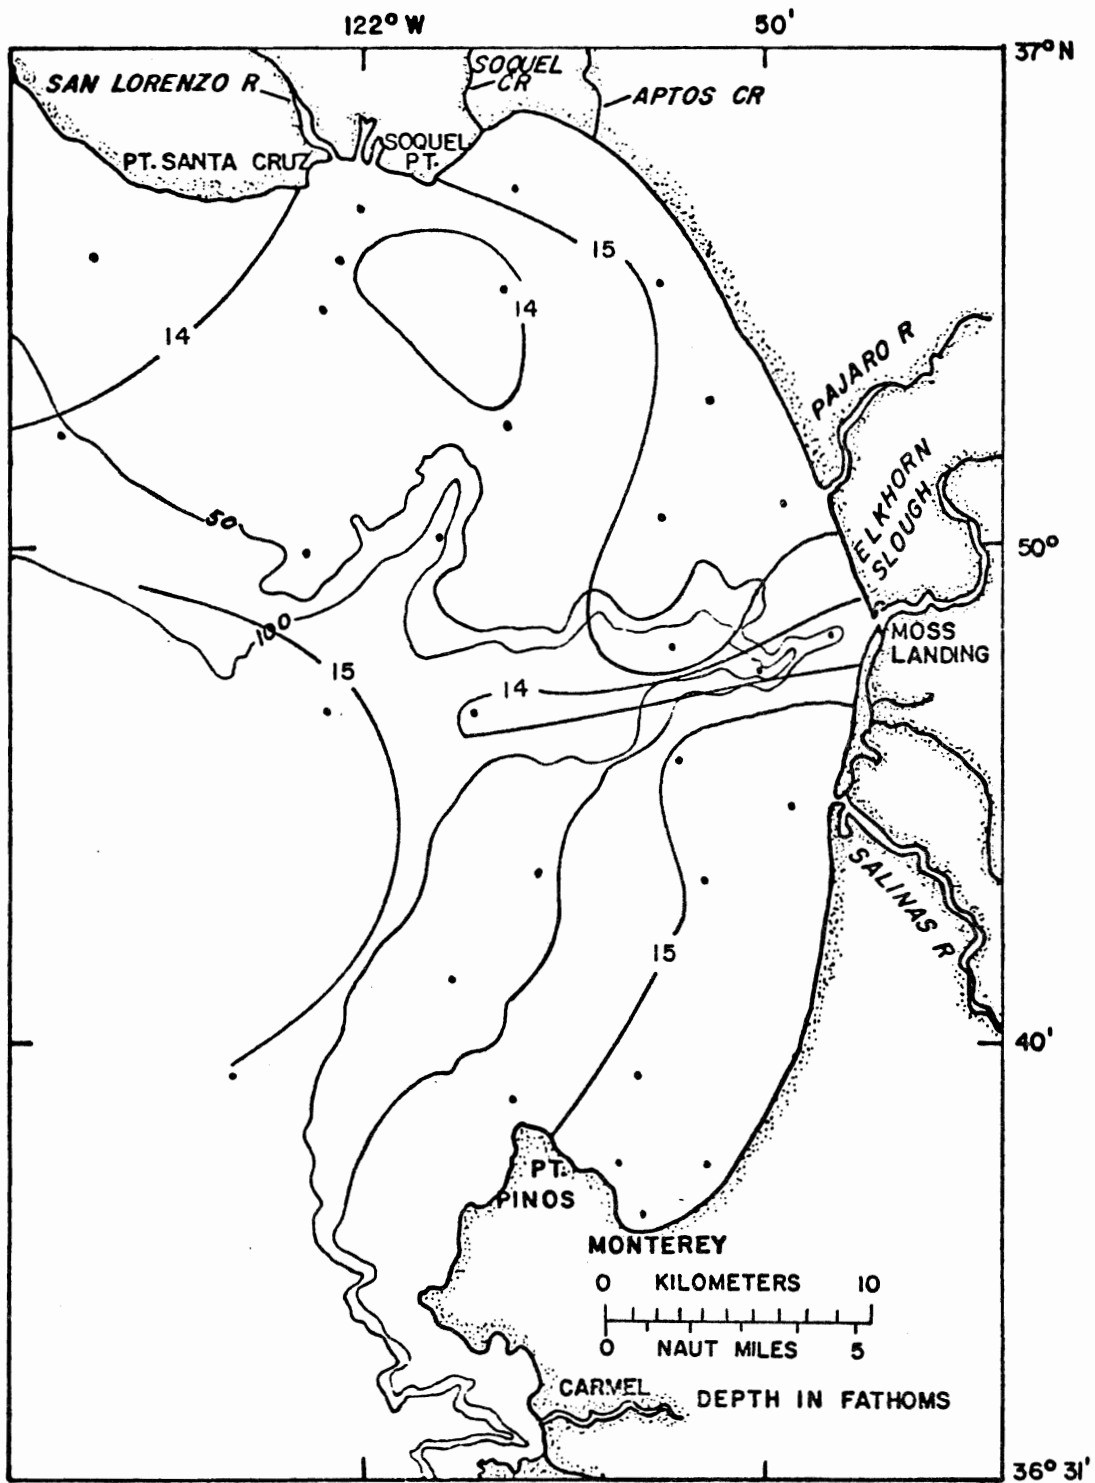 122° W
50'
37° N
SAN LORENZO R
SOQUEL
CR
APTOS CR
PT. SANTA CRUZ
SOQUEL
PT.
15
14
14
PAJARO R
ELKHORN
SLOUGH
50
50°
100
MOSS
LANDING
15
14
SALINAS R
15
40'
PT.
PINOS
MONTEREY
0 KILOMETERS 10
0 NAUT MILES 5
CARMEL
DEPTH IN FATHOMS
36° 31'